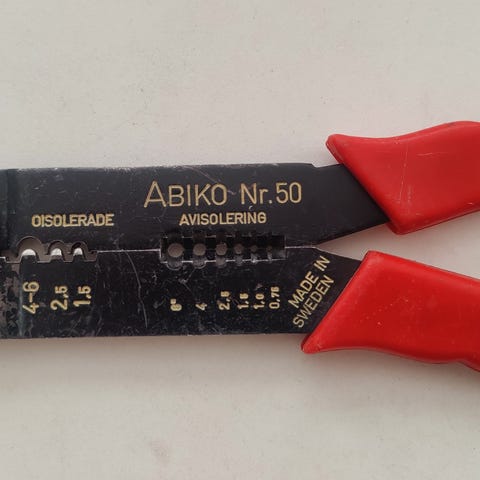 ABIKO Nr.50
OISOLERADE
AVISOLERING
4-6
2,5
1,5
6"
4
2,5
1,5
1,0
0,75
MADE IN
SWEDEN